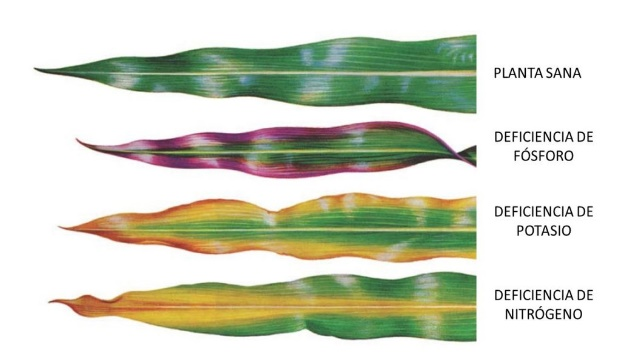 PLANTA SANA
DEFICIENCIA DE
FÓSFORO
DEFICIENCIA DE
POTASIO
DEFICIENCIA DE
NITRÓGENO